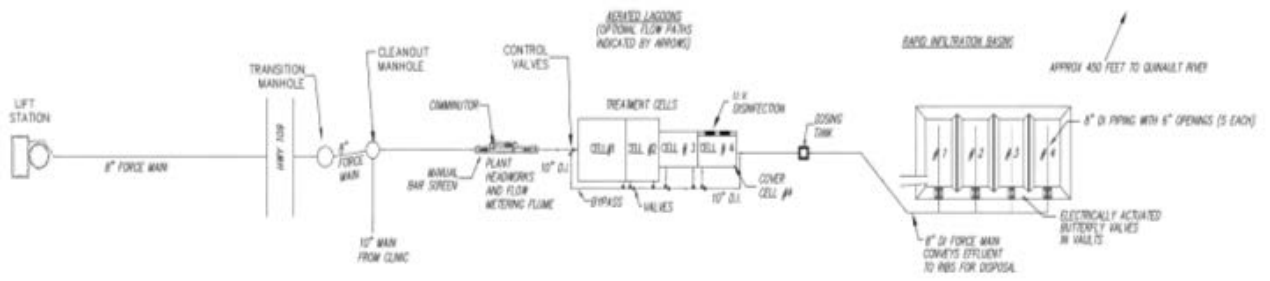 AERATED LAGOONS
(OPTIONAL FLOW PATHS
INDICATED BY ARROWS)
RAPID INFILTRATION BASINS
APPROX 450 FEET TO QUINAULT RIVER
CLEANOUT
MANHOLE
CONTROL
VALVES
TRANSITION
MANHOLE
LIFT
STATION
COMMINUTOR
TREATMENT CELLS
U.V.
DISINFECTION
DOSING
TANK
8" DI PIPING WITH 6" OPENINGS (5 EACH)
8" FORCE MAIN
HWY 109
8"
FORCE
MAIN
MANUAL
BAR SCREEN
PLANT
HEADWORKS
AND FLOW
METERING FLUME
10" D.I.
CELL #1
CELL #2
CELL # 3
CELL # 4
BYPASS
VALVES
10" D.I.
COVER
CELL #4
# 1
# 2
# 3
# 4
10" MAIN
FROM CLINIC
8" DI FORCE MAIN
CONVEYS EFFLUENT
TO RIBS FOR DISPOSAL
ELECTRICALLY ACTUATED
BUTTERFLY VALVES
IN VAULTS